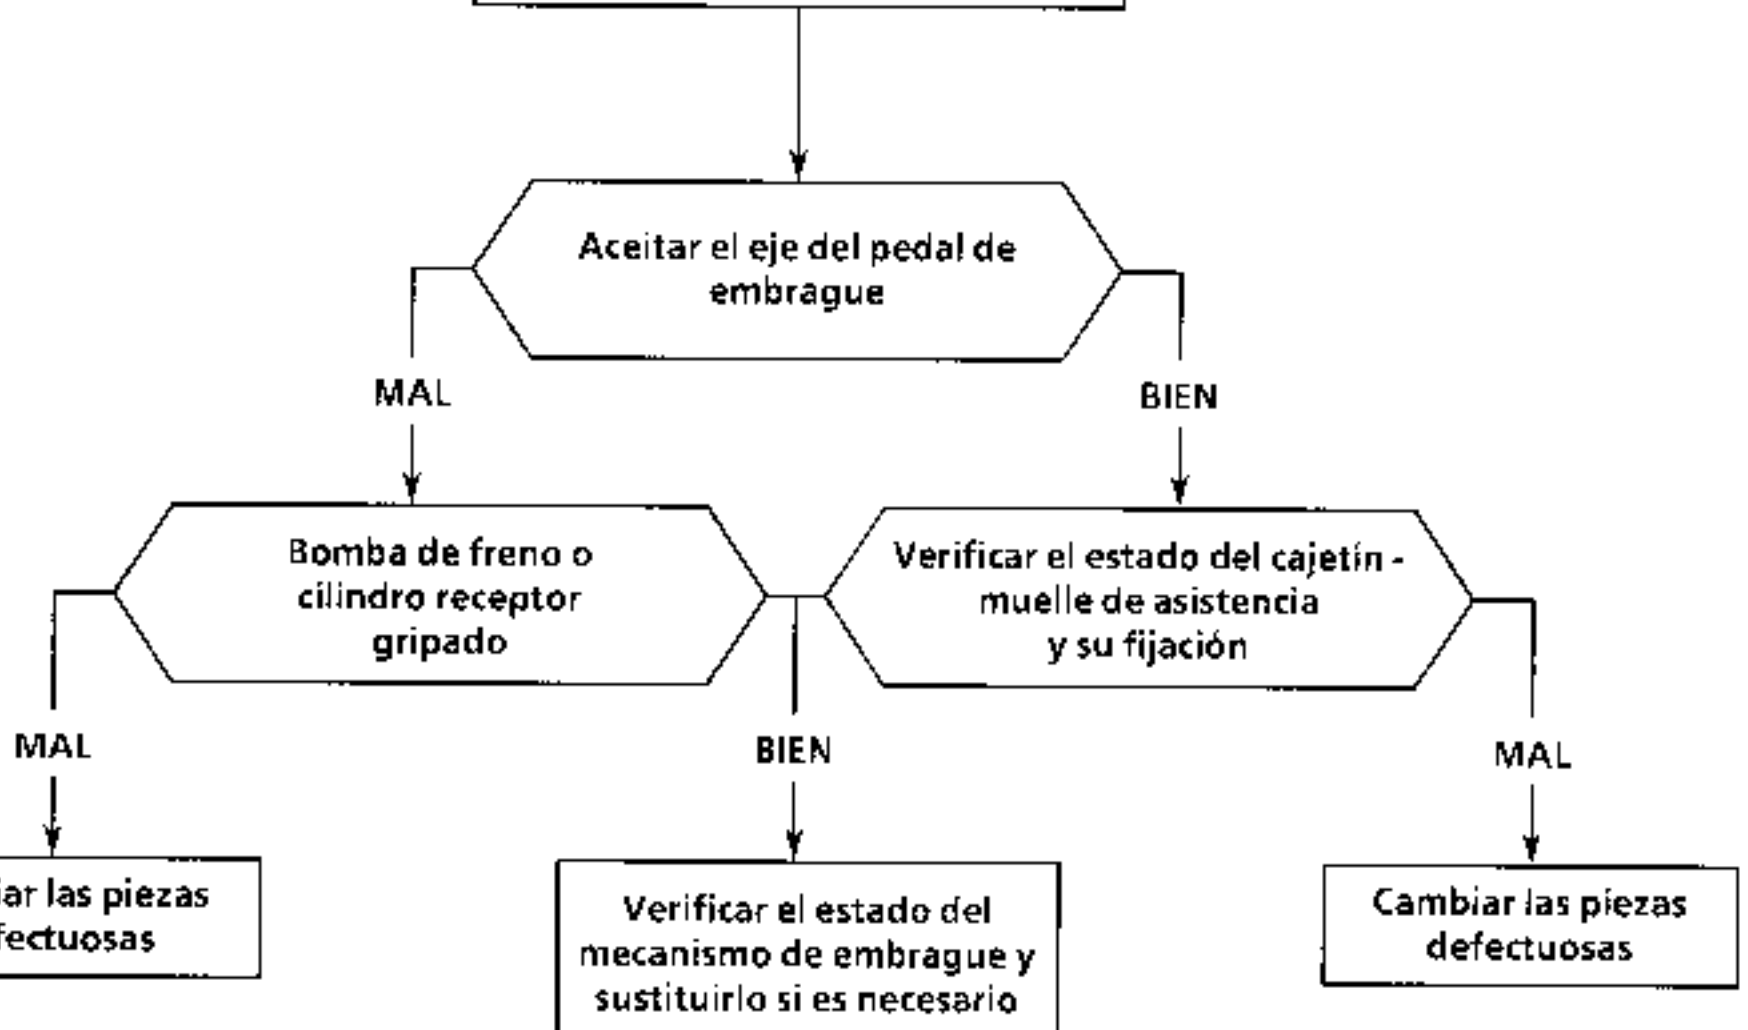 Aceitar el eje del pedal de
embrague
MAL
BIEN
Bomba de freno o
cilindro receptor
gripado
Verificar el estado del cajetín -
muelle de asistencia
y su fijación
MAL
BIEN
MAL
iar las piezas
fectuosas
Verificar el estado del
mecanismo de embrague y
sustituirlo si es necesario
Cambiar las piezas
defectuosas